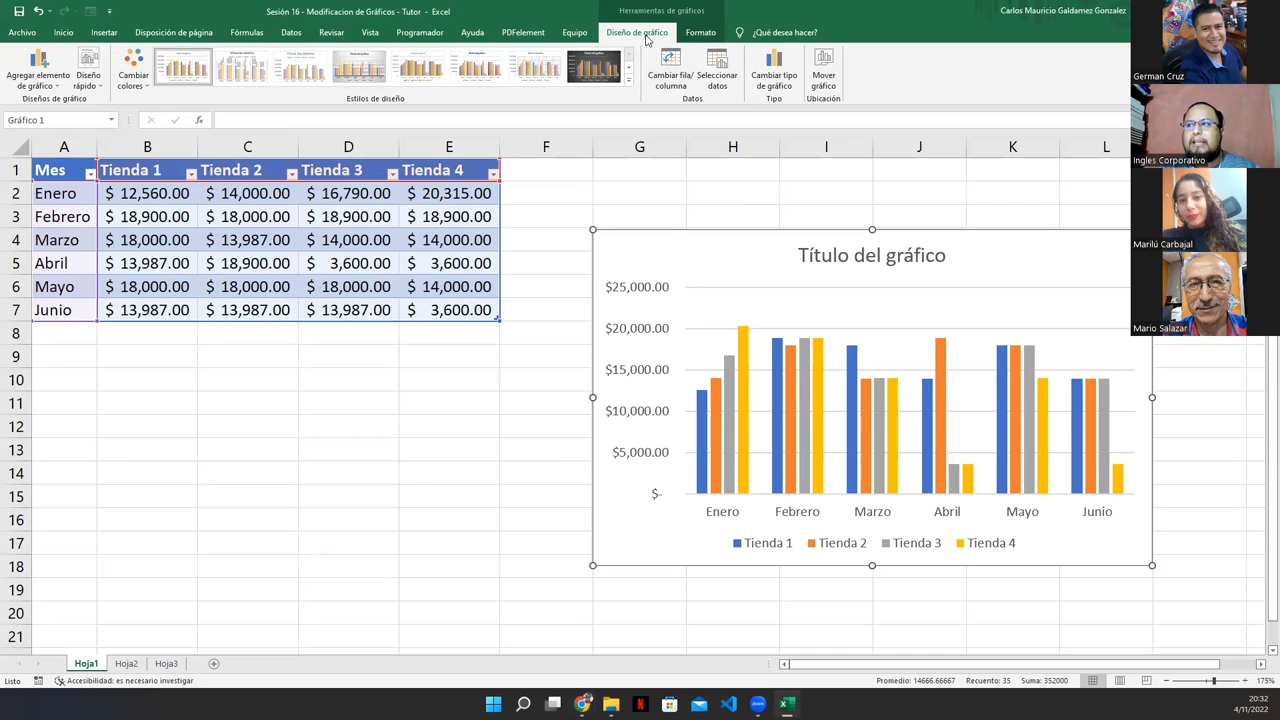 Sesión 16 - Modificacion de Gráficos - Tutor - Excel
Herramientas de gráficos
Carlos Mauricio Galdamez Gonzalez
Archivo Inicio Insertar Disposición de página Fórmulas Datos Revisar Vista Programador Ayuda PDFelement Equipo Diseño de gráfico Formato ¿Qué desea hacer?
Agregar elemento de gráfico
Diseño rápido
Cambiar colores
Cambiar fila/columna
Seleccionar datos
Cambiar tipo de gráfico
Mover gráfico
Diseños de gráfico Estilos de diseño Datos Tipo Ubicación
Gráfico 1
fx
A B C D E F G H I J K L
1 Mes Tienda 1 Tienda 2 Tienda 3 Tienda 4
2 Enero $ 12,560.00 $ 14,000.00 $ 16,790.00 $ 20,315.00
3 Febrero $ 18,900.00 $ 18,000.00 $ 18,900.00 $ 18,900.00
4 Marzo $ 18,000.00 $ 13,987.00 $ 14,000.00 $ 14,000.00
5 Abril $ 13,987.00 $ 18,900.00 $ 3,600.00 $ 3,600.00
6 Mayo $ 18,000.00 $ 18,000.00 $ 18,000.00 $ 14,000.00
7 Junio $ 13,987.00 $ 13,987.00 $ 13,987.00 $ 3,600.00
8
9
10
11
12
13
14
15
16
17
18
19
20
21
Título del gráfico
$25,000.00
$20,000.00
$15,000.00
$10,000.00
$5,000.00
$-
Enero Febrero Marzo Abril Mayo Junio
Tienda 1 Tienda 2 Tienda 3 Tienda 4
German Cruz
Ingles Corporativo
Marilú Carbajal
Mario Salazar
Hoja1 Hoja2 Hoja3
Listo Accesibilidad: es necesario investigar Promedio: 14666.66667 Recuento: 35 Suma: 352000 175%
20:32
4/11/2022